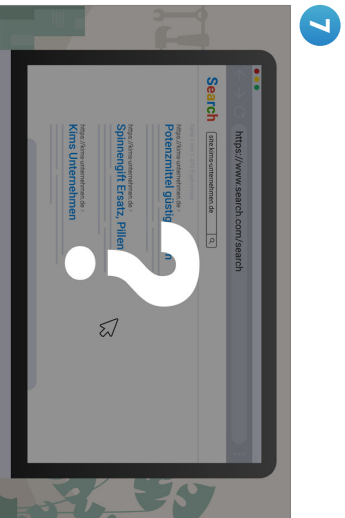 7
https://www.search.com/search
Search
site:kims-unternehmen.de
https://kims-unternehmen.de
Potenzmittel güstig
https://kims-unternehmen.de
Spinnengift Ersatz, Pillen
https://kims-unternehmen.de
Kims Unternehmen
?